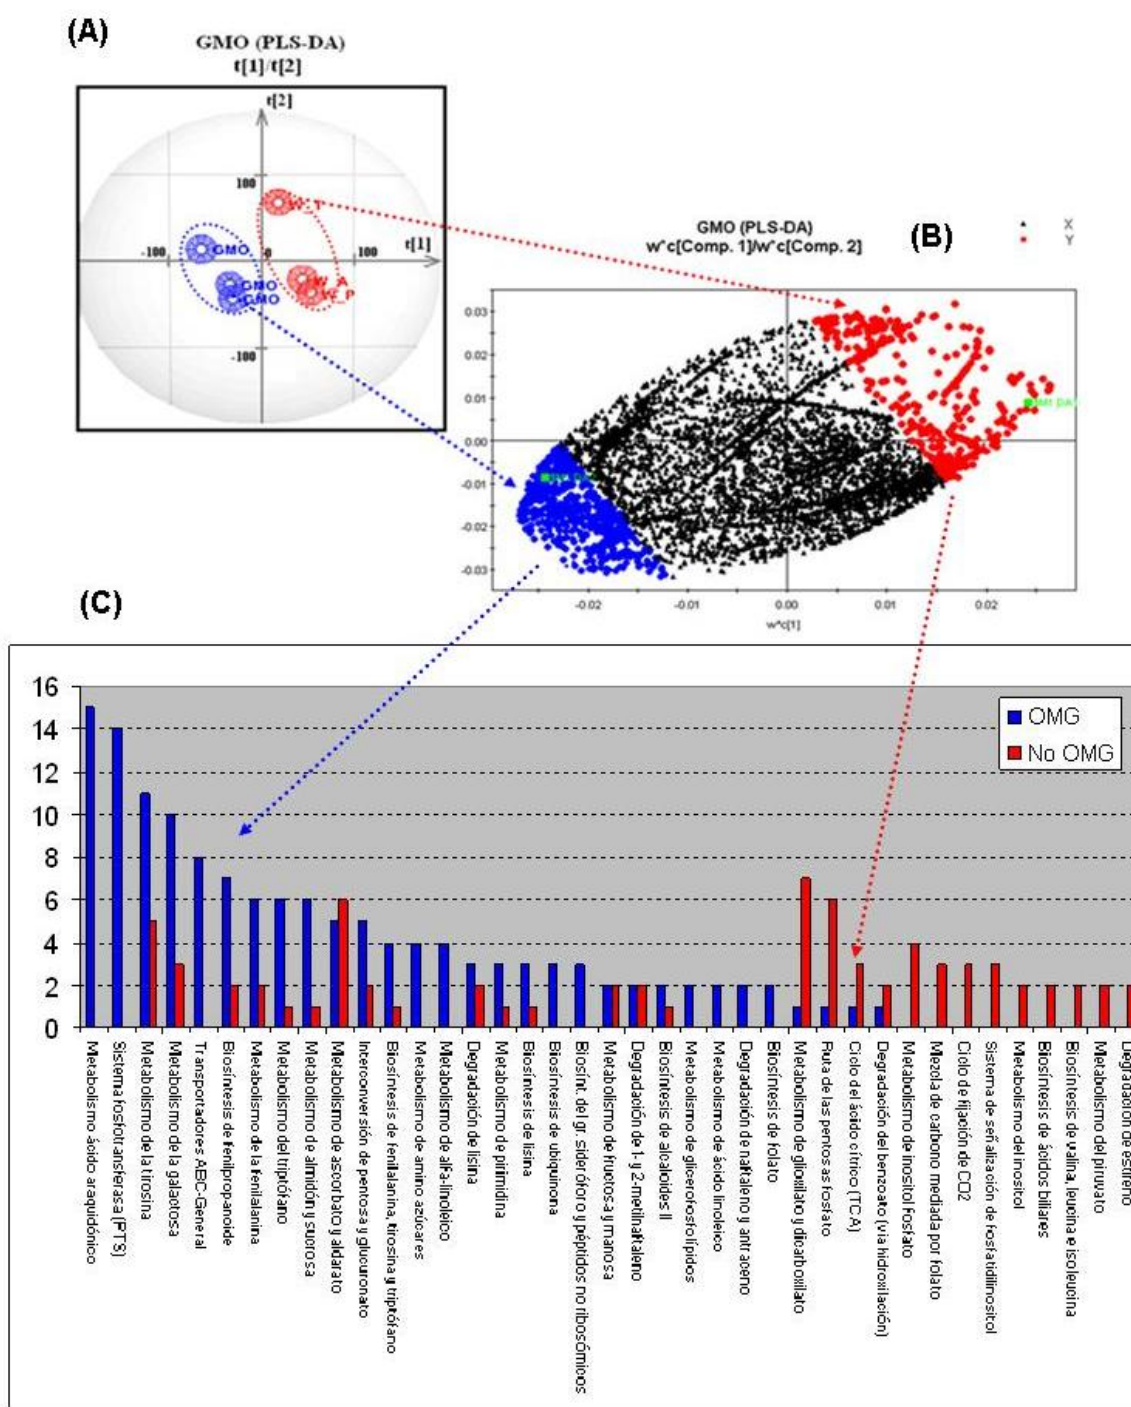 (A)
GMO (PLS-DA)
t[1]/t[2]
t[2]
100
W_T
t[1]
-100
GMO
0
100
GMO
W_A
GMO
W_P
-100
GMO (PLS-DA)
w*c[Comp. 1]/w*c[Comp. 2]
(B)
X
Y
0.03
0.02
0.01
0.00
-0.01
-0.02
-0.03
-0.02
-0.01
0.00
0.01
0.02
w*c[1]
(C)
16
14
12
10
8
6
4
2
0
OMG
No OMG
Metabolismo ácido araquidónico
Sistema fosfotransferasa (PTS)
Metabolismo de la tirosina
Metabolismo de la galactosa
Transportadores ABC-General
Biosíntesis de fenilpropanoide
Metabolismo de la fenilalanina
Metabolismo del triptófano
Metabolismo de almidón y sucrosa
Metabolismo de ascorbato y aldarato
Interconversión de pentosa y glucuronato
Biosíntesis de fenilalanina, tirosina y triptófano
Metabolismo de amino azúcares
Metabolismo de alfa-linoleico
Degradación de lisina
Metabolismo de pirimidina
Biosíntesis de lisina
Biosíntesis de ubiquinona
Biosínt. del gr. sideróforo y péptidos no ribosómicos
Metabolismo de fructosa y manosa
Degradación de 1- y 2-metilnaftaleno
Biosíntesis de alcaloides II
Metabolismo de glicerofosfolípidos
Metabolismo de ácido linoleico
Degradación de naftaleno y antraceno
Biosíntesis de folato
Metabolismo de glioxilato y dicarboxilato
Ruta de las pentosas fosfato
Ciclo del ácido cítrico (TCA)
Degradación del benzoato (vía hidroxilación)
Metabolismo de inositol fosfato
Mezcla de carbono mediada por folato
Ciclo de fijación de CO2
Sistema de señalización de fosfatidilinositol
Metabolismo del inositol
Biosíntesis de ácidos biliares
Biosíntesis de valina, leucina e isoleucina
Metabolismo del piruvato
Degradación de estireno